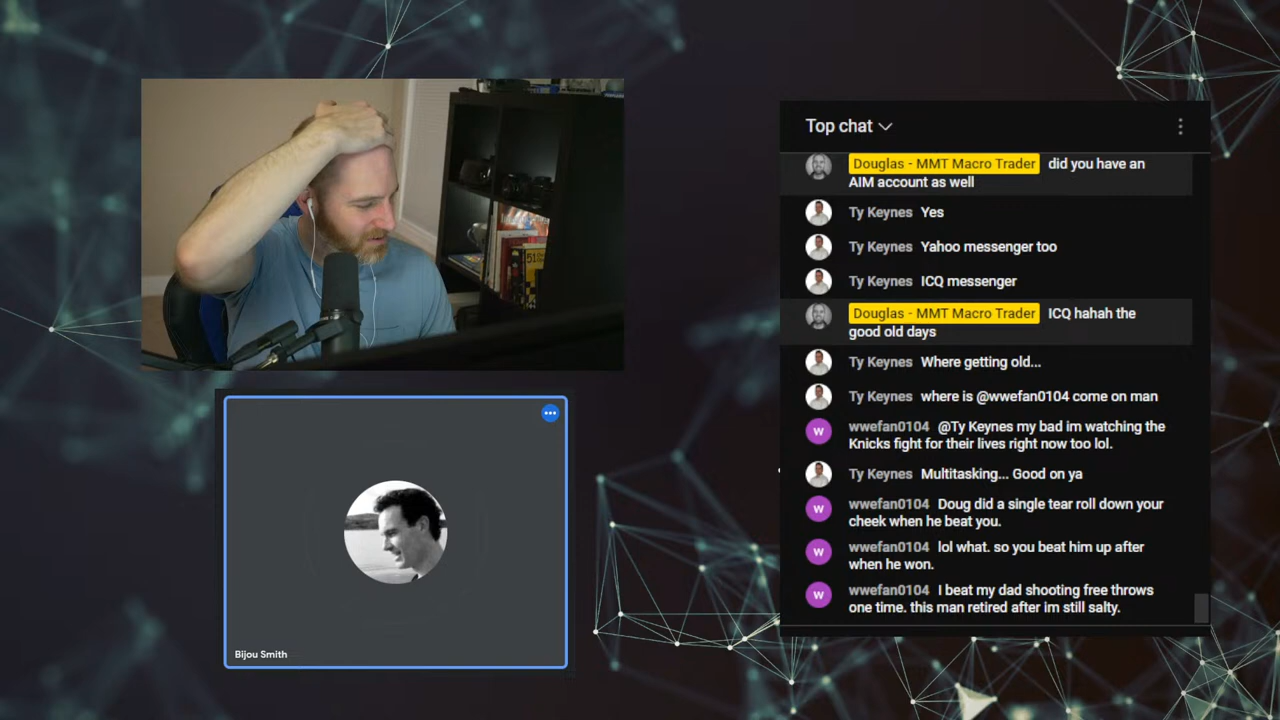 Top chat
Douglas - MMT Macro Trader did you have an
AIM account as well
Ty Keynes Yes
Ty Keynes Yahoo messenger too
Ty Keynes ICQ messenger
Douglas - MMT Macro Trader ICQ hahah the
good old days
Ty Keynes Where getting old...
Ty Keynes where is @wwefan0104 come on man
W wwefan0104 @Ty Keynes my bad im watching the
Knicks fight for their lives right now too lol.
Ty Keynes Multitasking... Good on ya
W wwefan0104 Doug did a single tear roll down your
cheek when he beat you.
W wwefan0104 lol what. so you beat him up after
when he won.
W wwefan0104 I beat my dad shooting free throws
one time. this man retired after im still salty.
51
Bijou Smith